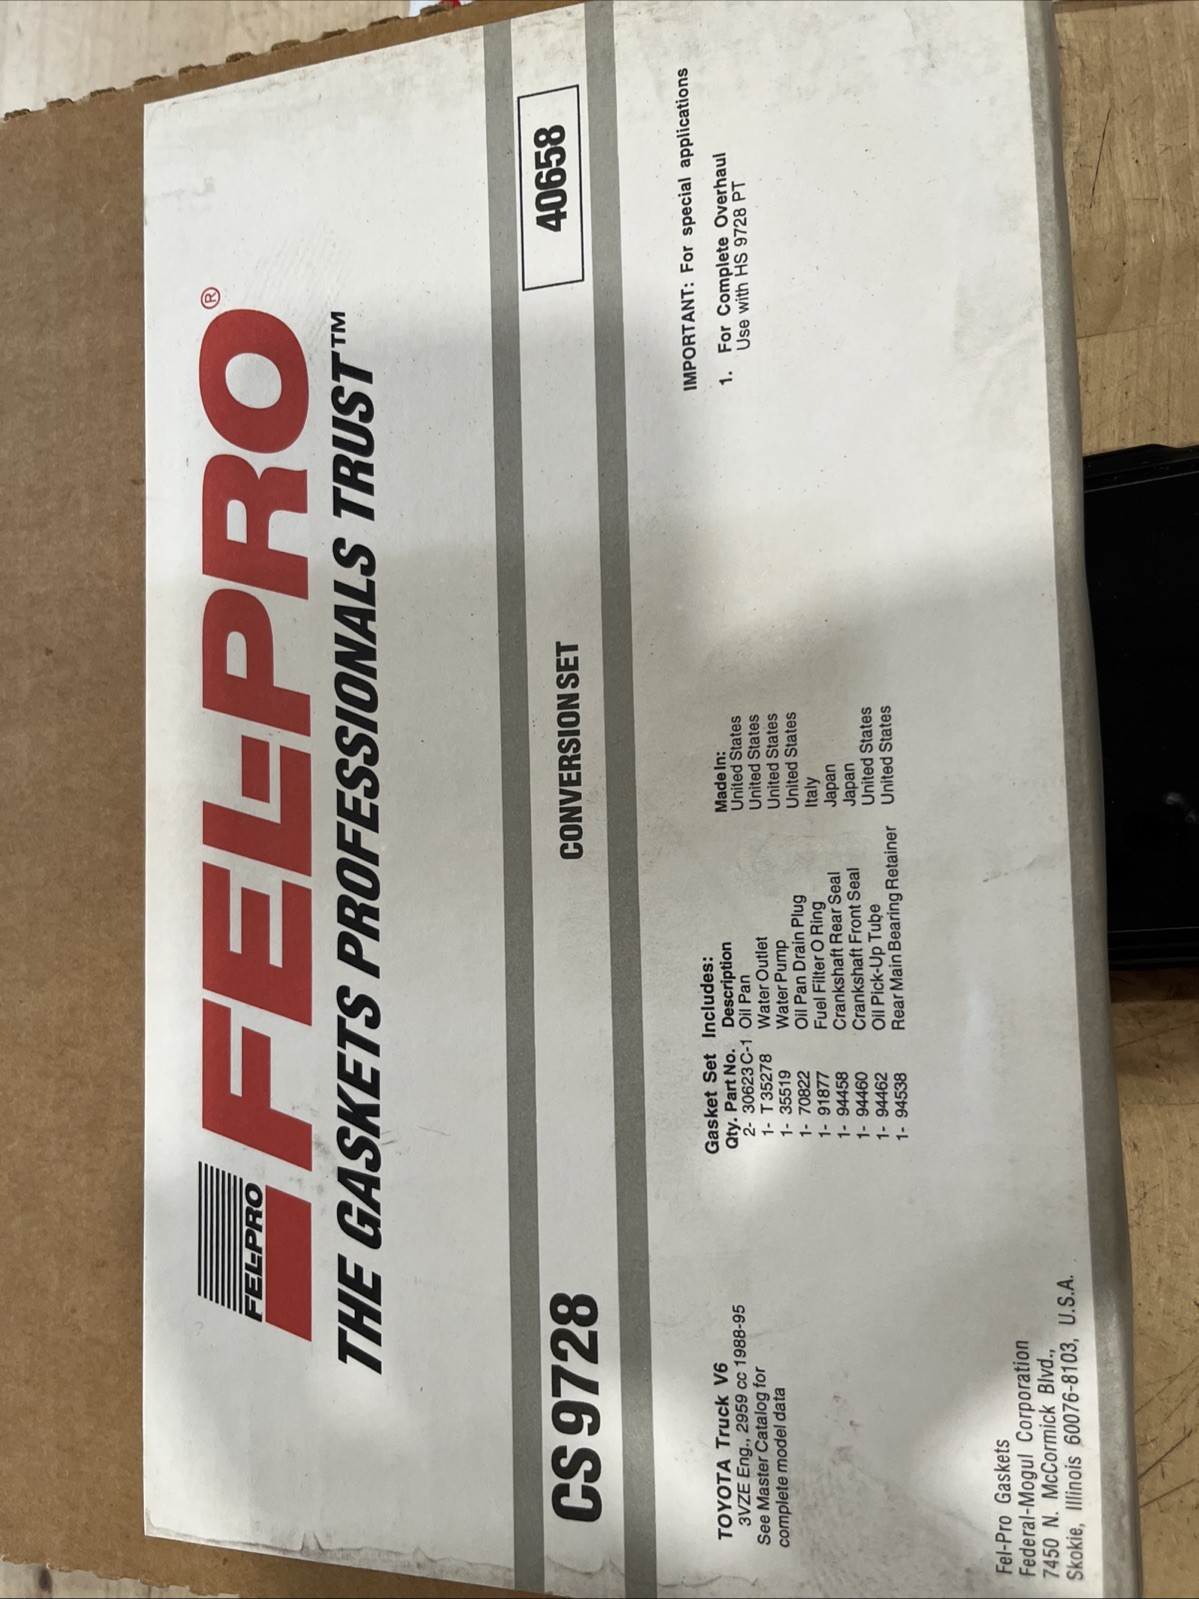 FEL-PRO
FEL-PRO®
THE GASKETS PROFESSIONALS TRUST™
CS 9728
CONVERSION SET
40658
TOYOTA Truck V6
3VZE Eng., 2959 cc 1988-95
See Master Catalog for
complete model data
Gasket Set Includes:
Qty. Part No. Description Made In:
2- 30623 C-1 Oil Pan United States
1- T 35278 Water Outlet United States
1- 35519 Water Pump United States
1- 70822 Oil Pan Drain Plug United States
1- 91877 Fuel Filter O Ring Italy
1- 94458 Crankshaft Rear Seal Japan
1- 94460 Crankshaft Front Seal Japan
1- 94462 Oil Pick-Up Tube United States
1- 94538 Rear Main Bearing Retainer United States
IMPORTANT: For special applications
1. For Complete Overhaul
Use with HS 9728 PT
Fel-Pro Gaskets
Federal-Mogul Corporation
7450 N. McCormick Blvd.,
Skokie, Illinois 60076-8103, U.S.A.